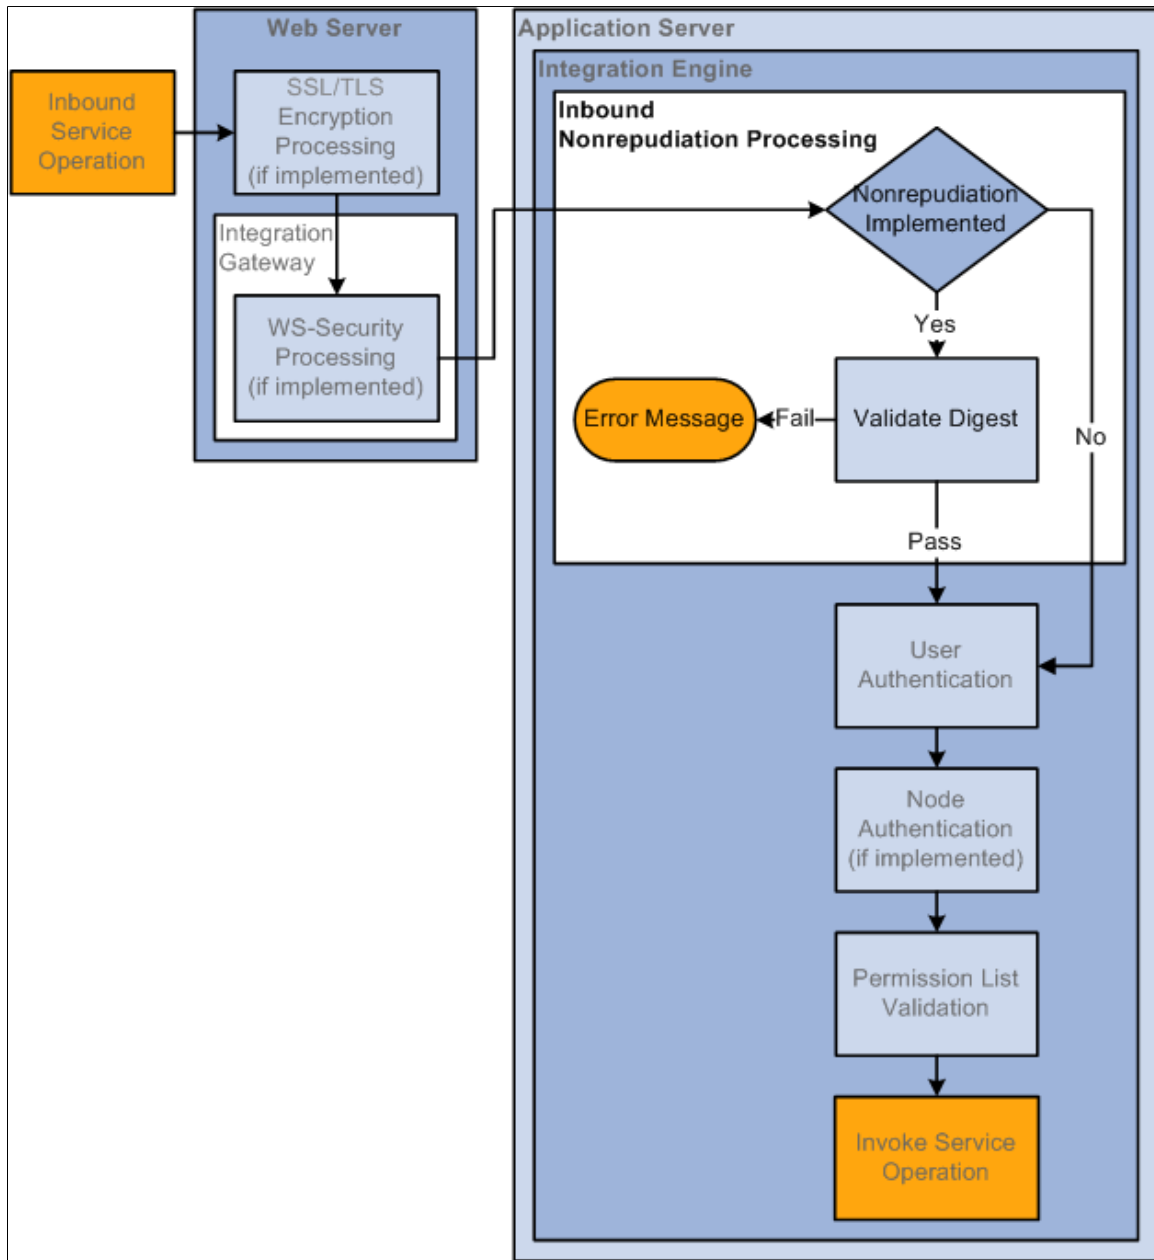 Web Server
Application Server
Integration Engine
Inbound
Service
Operation
SSL/TLS
Encryption
Processing
(if implemented)
Integration
Gateway
WS-Security
Processing
(if implemented)
Inbound
Nonrepudiation Processing
Nonrepudiation
Implemented
Yes
No
Validate Digest
Fail
Error Message
Pass
User
Authentication
Node
Authentication
(if implemented)
Permission List
Validation
Invoke Service
Operation